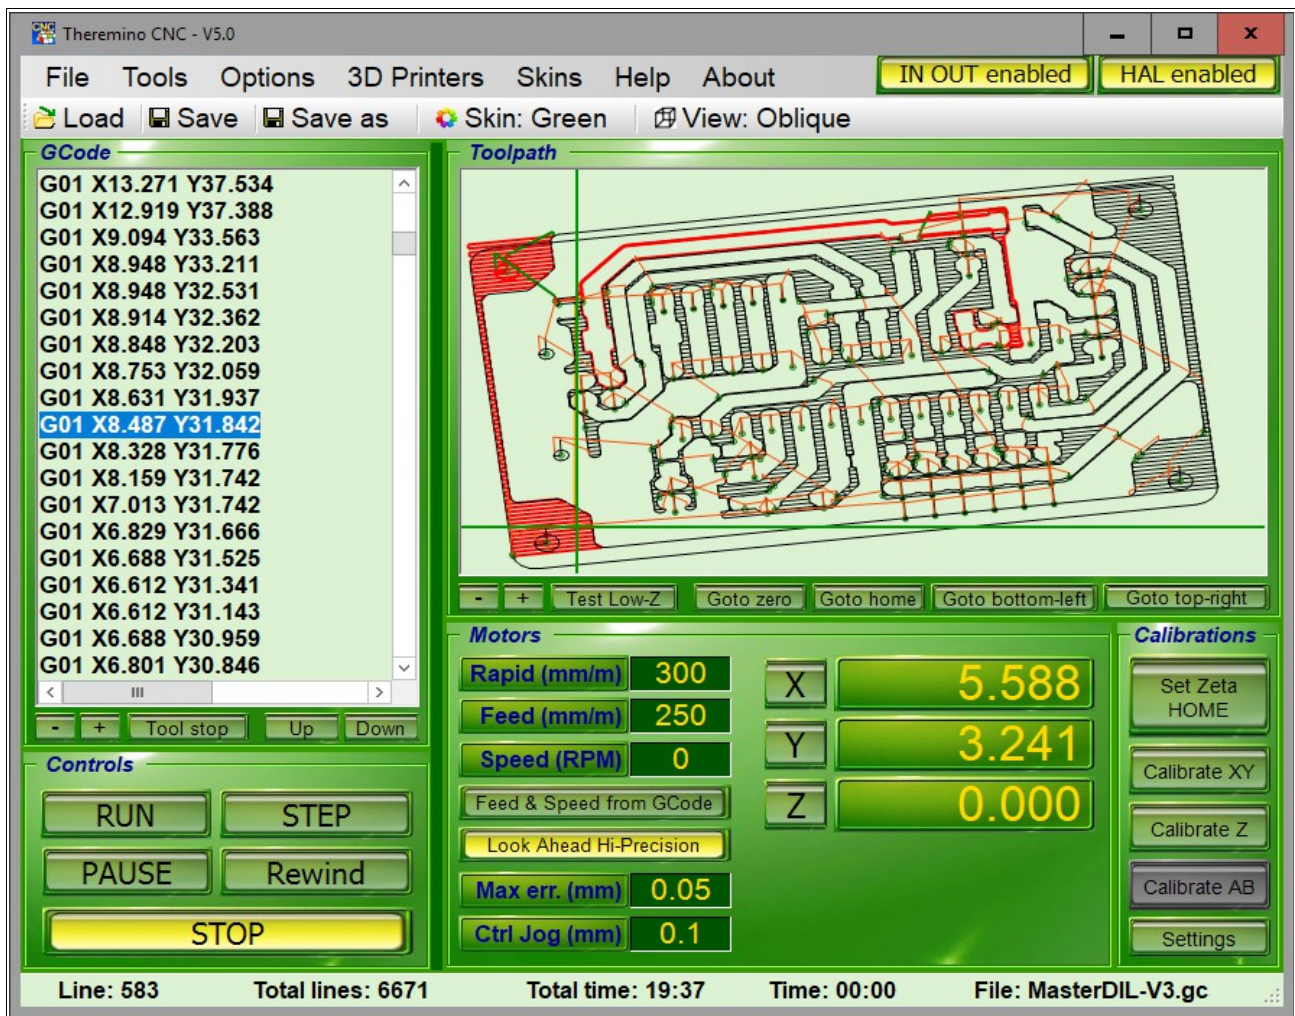 Theremino CNC - V5.0
File Tools Options 3D Printers Skins Help About IN OUT enabled HAL enabled
Load Save Save as Skin: Green View: Oblique
GCode
G01 X13.271 Y37.534
G01 X12.919 Y37.388
G01 X9.094 Y33.563
G01 X8.948 Y33.211
G01 X8.948 Y32.531
G01 X8.914 Y32.362
G01 X8.848 Y32.203
G01 X8.753 Y32.059
G01 X8.631 Y31.937
G01 X8.487 Y31.842
G01 X8.328 Y31.776
G01 X8.159 Y31.742
G01 X7.013 Y31.742
G01 X6.829 Y31.666
G01 X6.688 Y31.525
G01 X6.612 Y31.341
G01 X6.612 Y31.143
G01 X6.688 Y30.959
G01 X6.801 Y30.846
- + Tool stop Up Down
Controls
RUN STEP
PAUSE Rewind
STOP
Toolpath
- + Test Low-Z Goto zero Goto home Goto bottom-left Goto top-right
Motors
Rapid (mm/m) 300
Feed (mm/m) 250
Speed (RPM) 0
Feed & Speed from GCode
Look Ahead Hi-Precision
Max err. (mm) 0.05
Ctrl Jog (mm) 0.1
X 5.588
Y 3.241
Z 0.000
Calibrations
Set Zeta
HOME
Calibrate XY
Calibrate Z
Calibrate AB
Settings
Line: 583 Total lines: 6671 Total time: 19:37 Time: 00:00 File: MasterDIL-V3.gc